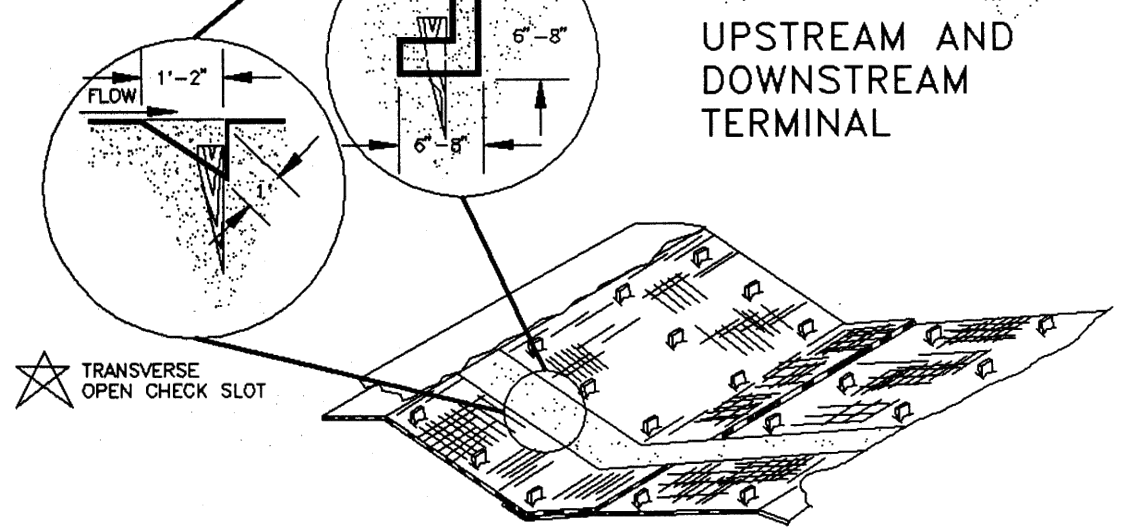 6"-8"
UPSTREAM AND
DOWNSTREAM
TERMINAL
1'-2"
FLOW
6"-8"
1'
TRANSVERSE
OPEN CHECK SLOT